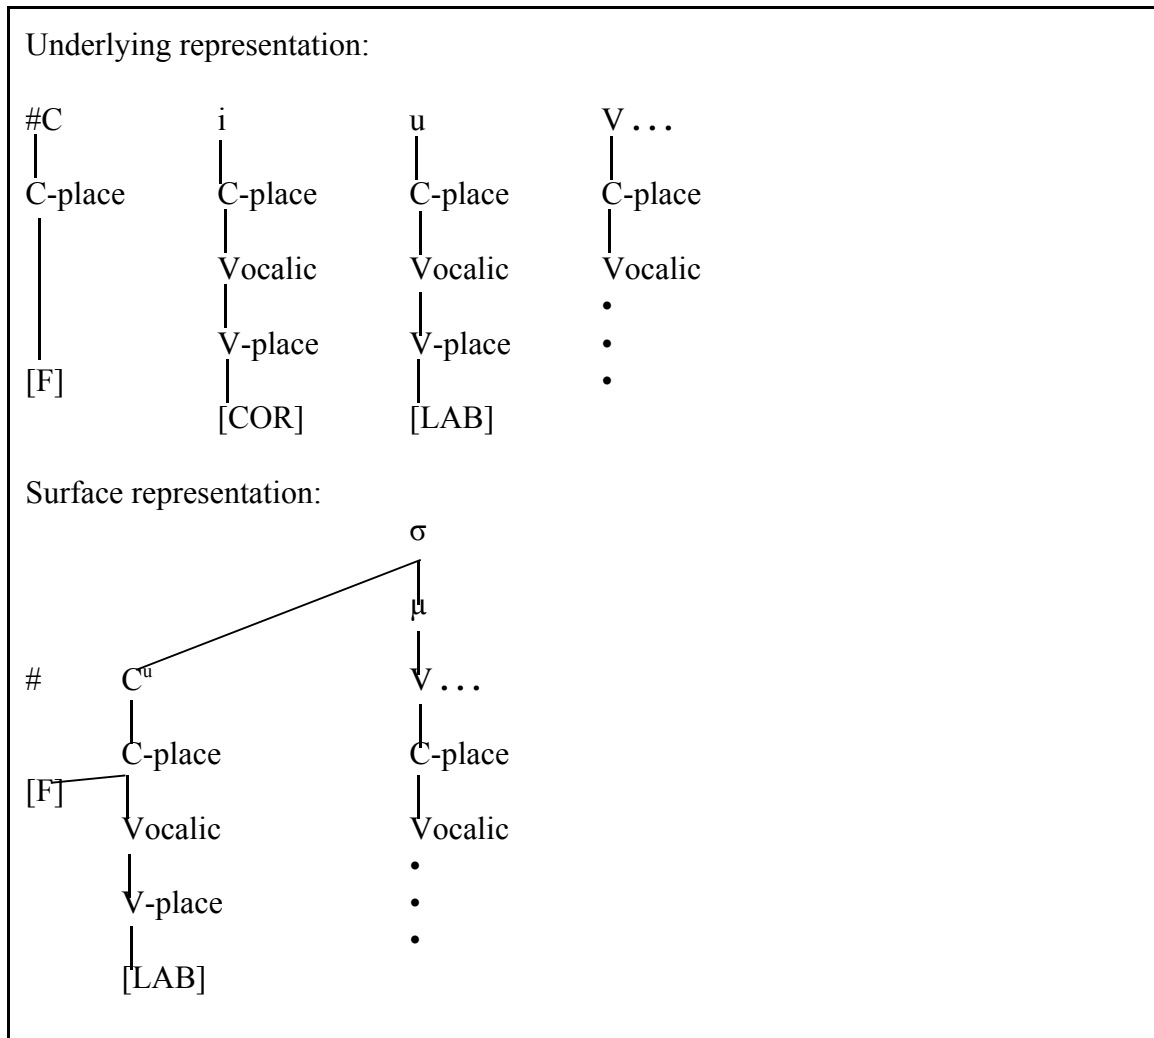 Underlying representation:
#C i u V . . .
C-place C-place C-place C-place
Vocalic Vocalic Vocalic
•
V-place V-place •
[F] •
[COR] [LAB]
Surface representation:
σ
μ
# Cᵘ V . . .
C-place C-place
[F]
Vocalic Vocalic
•
V-place •
•
[LAB]